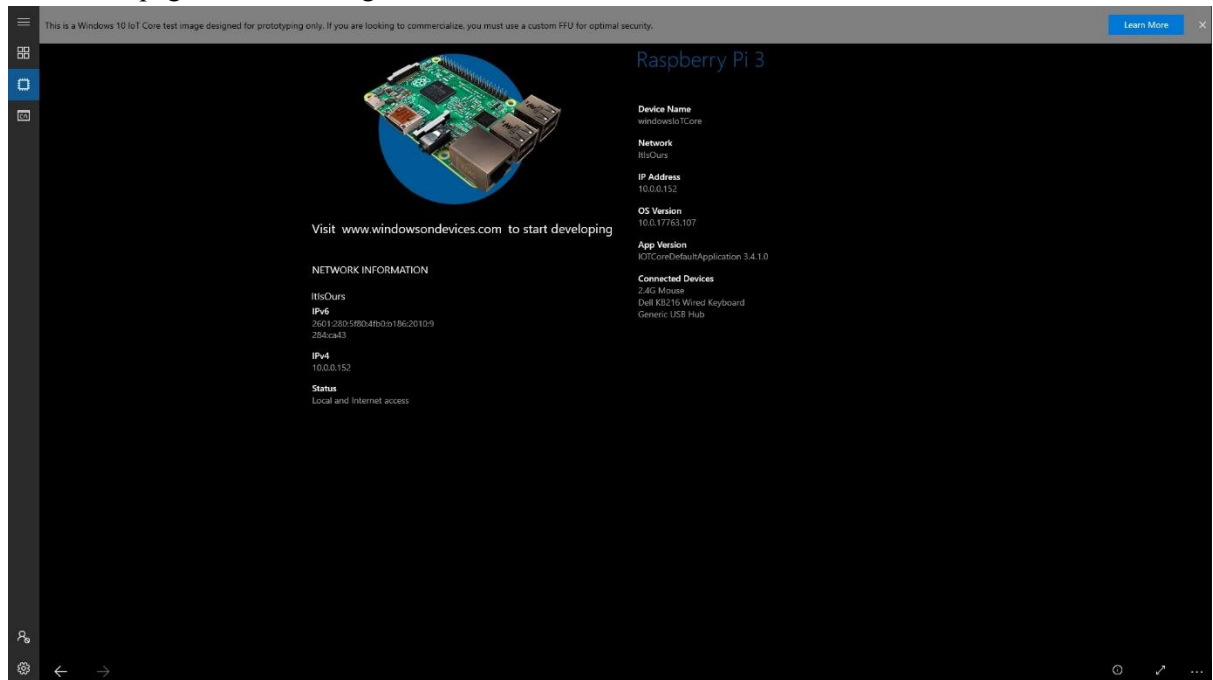 This is a Windows 10 IoT Core test image designed for prototyping only. If you are looking to commercialize, you must use a custom FFU for optimal security.
Learn More
Visit www.windowsondevices.com to start developing
NETWORK INFORMATION
ItIsOurs
IPv6
2601:280:5f80:4fb0:b186:2010:9
284:ca43
IPv4
10.0.0.152
Status
Local and Internet access
Raspberry Pi 3
Device Name
windowsIoTCore
Network
ItIsOurs
IP Address
10.0.0.152
OS Version
10.0.17763.107
App Version
IOTCoreDefaultApplication 3.4.1.0
Connected Devices
2.4G Mouse
Dell KB216 Wired Keyboard
Generic USB Hub